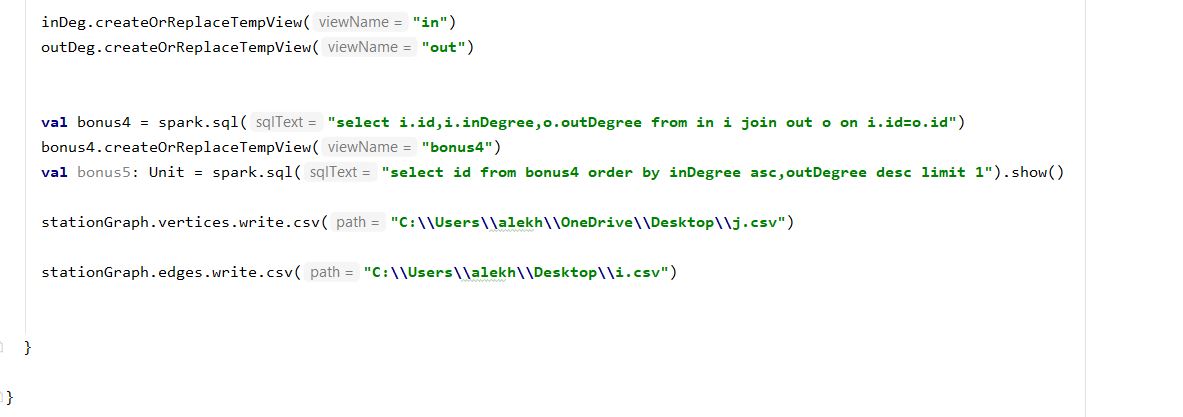 inDeg.createOrReplaceTempView( viewName = "in")
outDeg.createOrReplaceTempView( viewName = "out")
val bonus4 = spark.sql( sqlText = "select i.id,i.inDegree,o.outDegree from in i join out o on i.id=o.id")
bonus4.createOrReplaceTempView( viewName = "bonus4")
val bonus5: Unit = spark.sql( sqlText = "select id from bonus4 order by inDegree asc,outDegree desc limit 1").show()
stationGraph.vertices.write.csv( path = "C:\\Users\\alekh\\OneDrive\\Desktop\\j.csv")
stationGraph.edges.write.csv( path = "C:\\Users\\alekh\\Desktop\\i.csv")
}
}